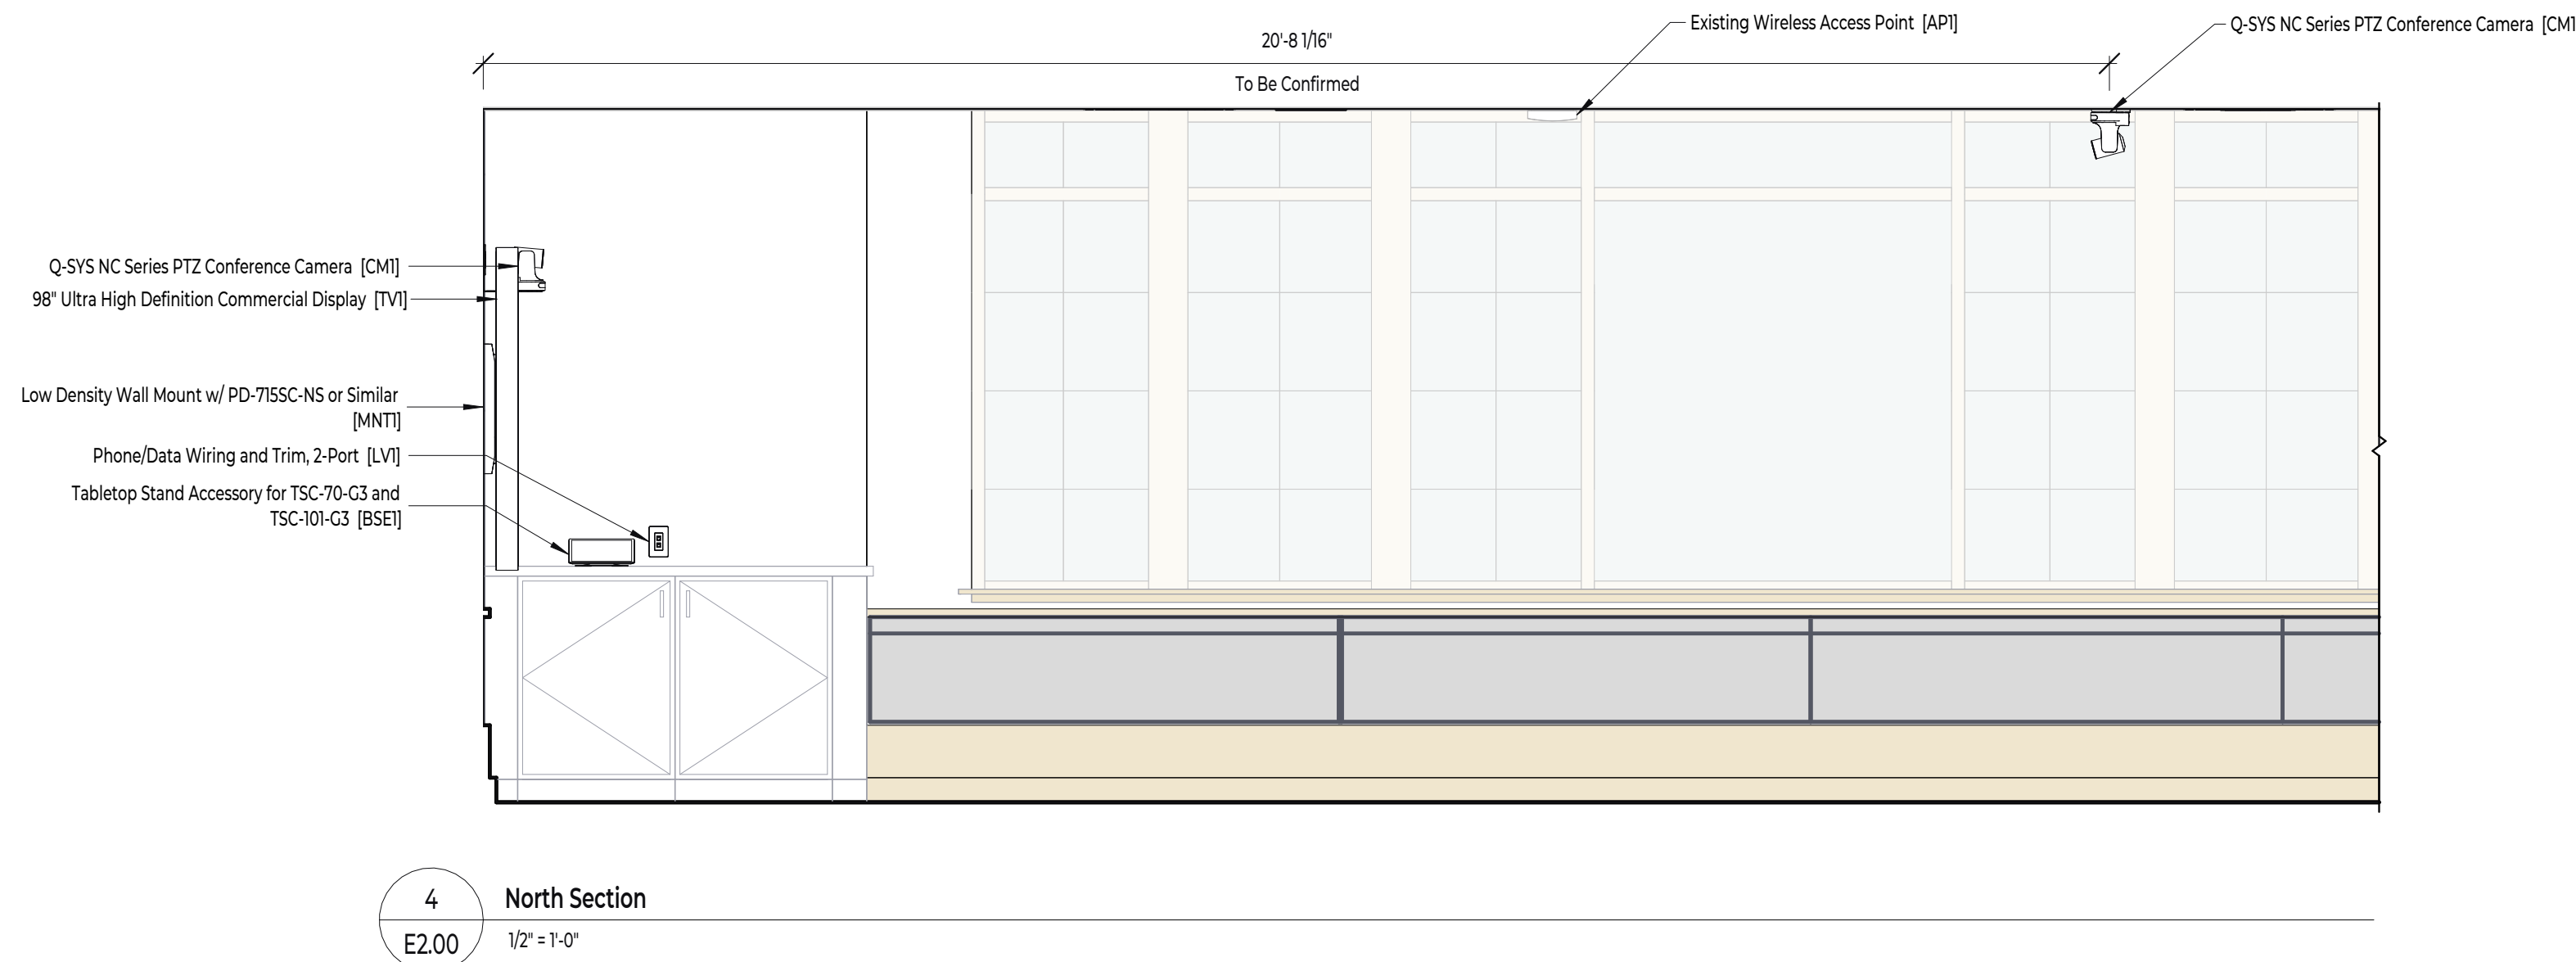 Existing Wireless Access Point [AP1]
Q-SYS NC Series PTZ Conference Camera [CM1
20'-8 1/16"
To Be Confirmed
Q-SYS NC Series PTZ Conference Camera [CM1]
98" Ultra High Definition Commercial Display [TV1]
Low Density Wall Mount w/ PD-715SC-NS or Similar
[MNT1]
Phone/Data Wiring and Trim, 2-Port [LV1]
Tabletop Stand Accessory for TSC-70-G3 and
TSC-101-G3 [BSE1]
4
North Section
E2.00
1/2" = 1'-0"